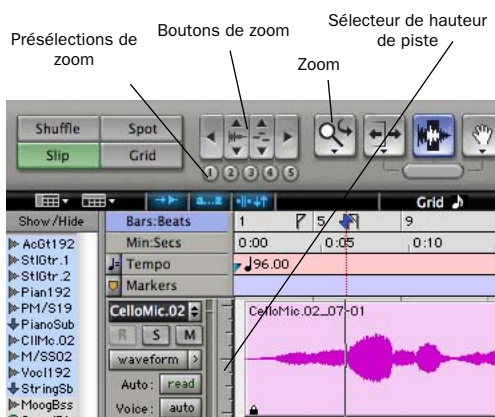 Présélections de
zoom
Boutons de zoom
Sélecteur de hauteur
de piste
Zoom
Shuffle Spot
Slip Grid
1 2 3 4 5
a...z
Grid
Show/Hide
Bars:Beats 1 5 9
Min:Secs 0:00 0:05 0:10
Tempo 96.00
Markers
AcGt192
StlGtr.1
StlGtr.2
Pian192
PM/S19
PianoSub
CllMc.02
M/SS02
Vocl192
StringSb
MoogBss
CelloMic.02
R S M
waveform
Auto: read
Voice: auto
CelloMic.02_07-01